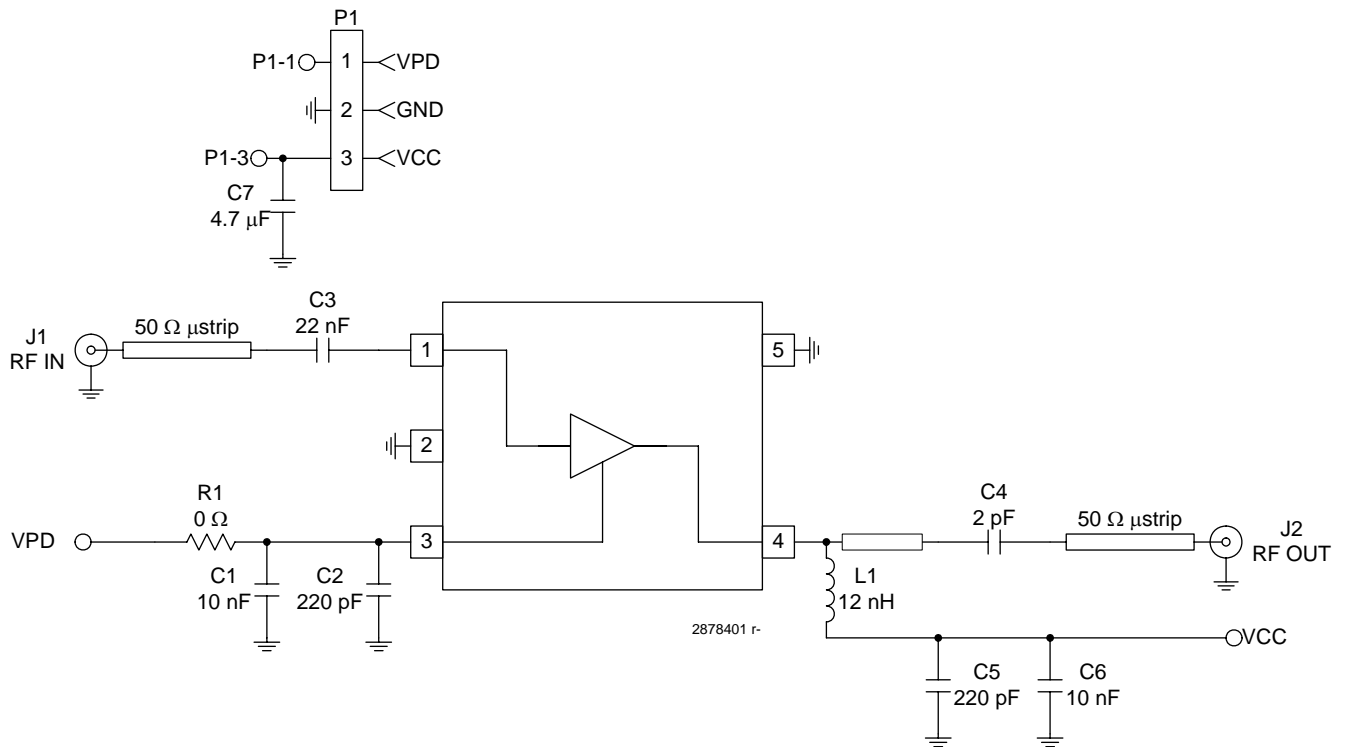 P1
P1-1
1
VPD
2
GND
P1-3
3
VCC
C7
4.7 μF
C3
22 nF
50 Ω μstrip
J1
RF IN
1
5
2
R1
0 Ω
VPD
3
C1
10 nF
C2
220 pF
4
C4
2 pF
50 Ω μstrip
J2
RF OUT
L1
12 nH
2878401 r-
VCC
C5
220 pF
C6
10 nF